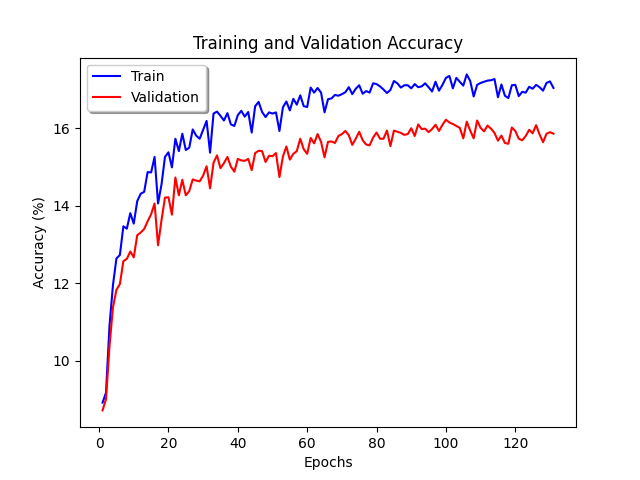 Training and Validation Accuracy
Train
Validation
16
14
12
10
Accuracy (%)
0 20 40 60 80 100 120
Epochs